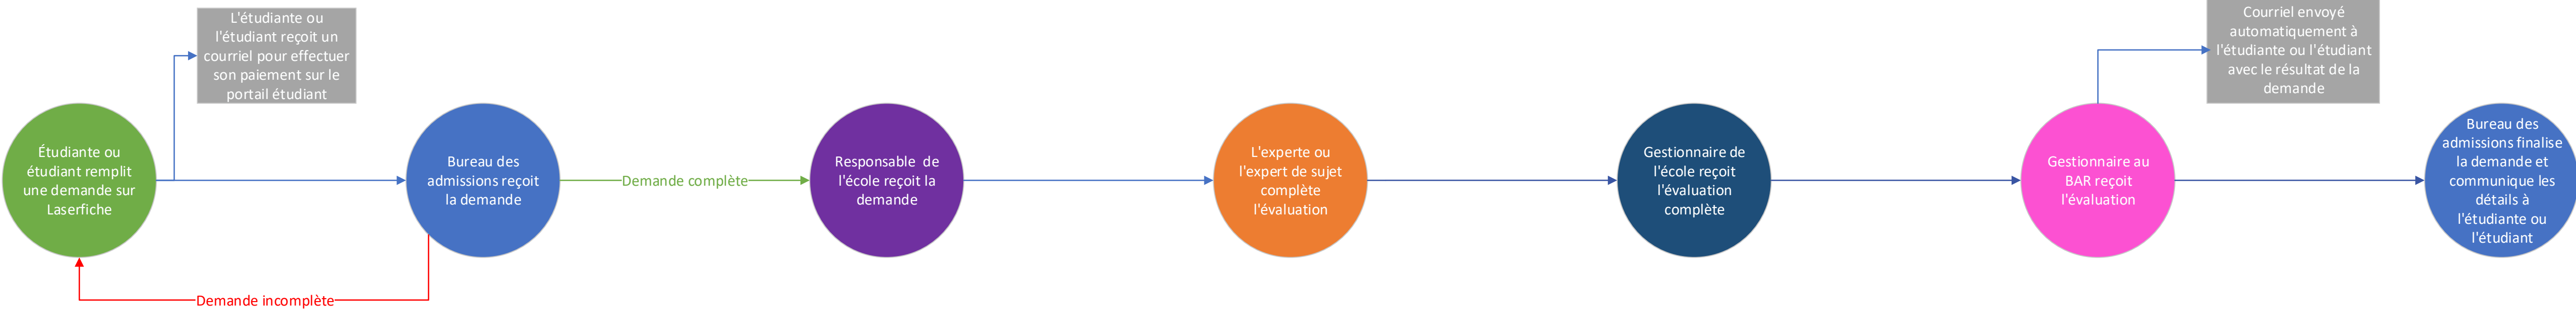 L'étudiante ou
l'étudiant reçoit un
courriel pour effectuer
son paiement sur le
portail étudiant
Courriel envoyé
automatiquement à
l'étudiante ou l'étudiant
avec le résultat de la
demande
Étudiante ou
étudiant remplit
une demande sur
Laserfiche
Bureau des
admissions reçoit
la demande
Demande complète
Responsable de
l'école reçoit la
demande
L'experte ou
l'expert de sujet
complète
l'évaluation
Gestionnaire de
l'école reçoit
l'évaluation
complète
Gestionnaire au
BAR reçoit
l'évaluation
Bureau des
admissions finalise
la demande et
communique les
détails à
l'étudiante ou
l'étudiant
Demande incomplète